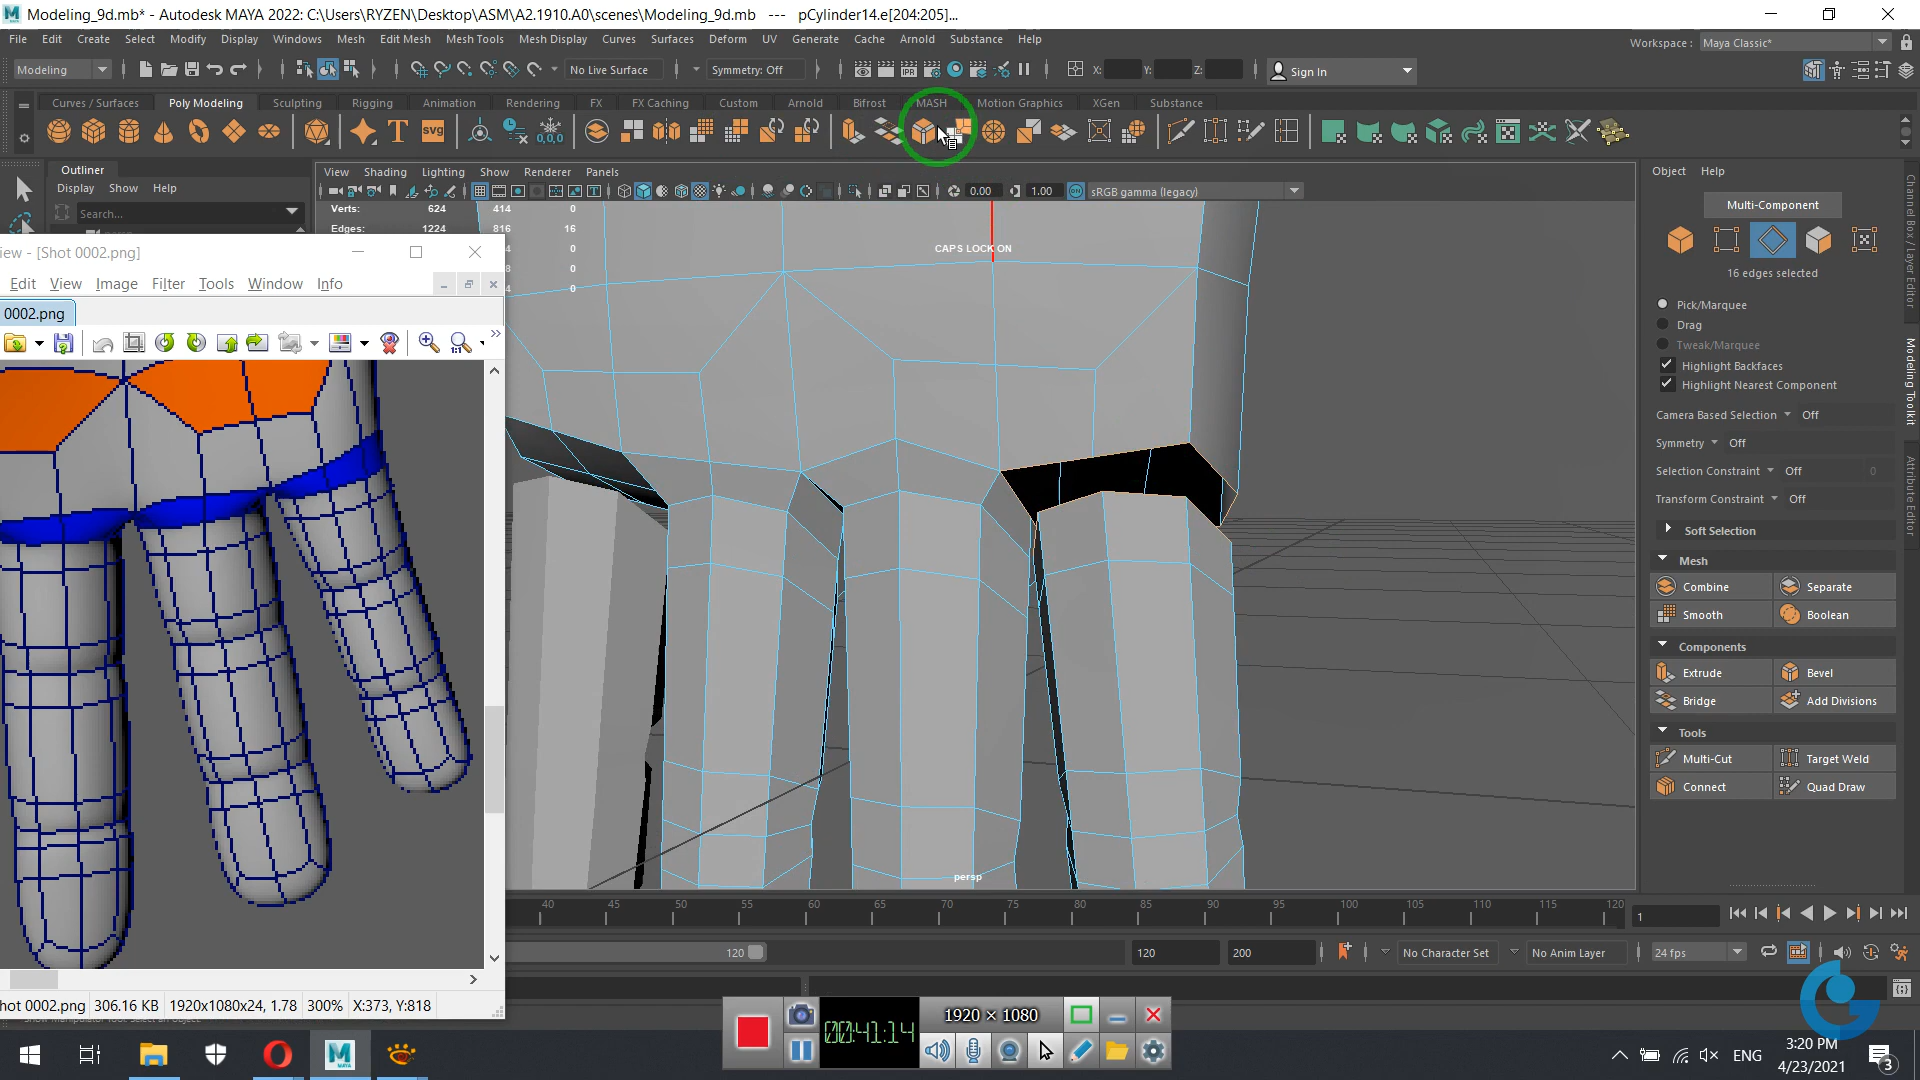 Modeling_9d.mb* - Autodesk MAYA 2022: C:\Users\RYZEN\Desktop\ASM\A2.1910.A0\scenes\Modeling_9d.mb --- pCylinder14.e[204:205]...
File Edit Create Select Modify Display Windows Mesh Edit Mesh Mesh Tools Mesh Display Curves Surfaces Deform UV Generate Cache Arnold Substance Help
Workspace : Maya Classic*
Modeling No Live Surface Symmetry: Off X: Y: Z: Sign In
Curves / Surfaces Poly Modeling Sculpting Rigging Animation Rendering FX FX Caching Custom Arnold Bifrost MASH Motion Graphics XGen Substance
Outliner
Display Show Help
Search...
View Shading Lighting Show Renderer Panels
0.00 1.00 sRGB gamma (legacy)
Verts: 624 414 0
Edges: 1224 816 16
CAPS LOCK ON
persp
iew - [Shot 0002.png]
Edit View Image Filter Tools Window Info
0002.png
hot 0002.png 306.16 KB 1920x1080x24, 1.78 300% X:373, Y:818
Object Help
Multi-Component
16 edges selected
Pick/Marquee
Drag
Tweak/Marquee
Highlight Backfaces
Highlight Nearest Component
Camera Based Selection Off
Symmetry Off
Selection Constraint Off 0
Transform Constraint Off
Soft Selection
Mesh
Combine Separate
Smooth Boolean
Components
Extrude Bevel
Bridge Add Divisions
Tools
Multi-Cut Target Weld
Connect Quad Draw
Channel Box / Layer Editor
Modeling Toolkit
Attribute Editor
40 45 50 55 60 65 70 75 80 85 90 95 100 105 110 115 120
1
120 120 200 No Character Set No Anim Layer 24 fps
00:41:14
1920 × 1080
ENG
3:20 PM
4/23/2021
3